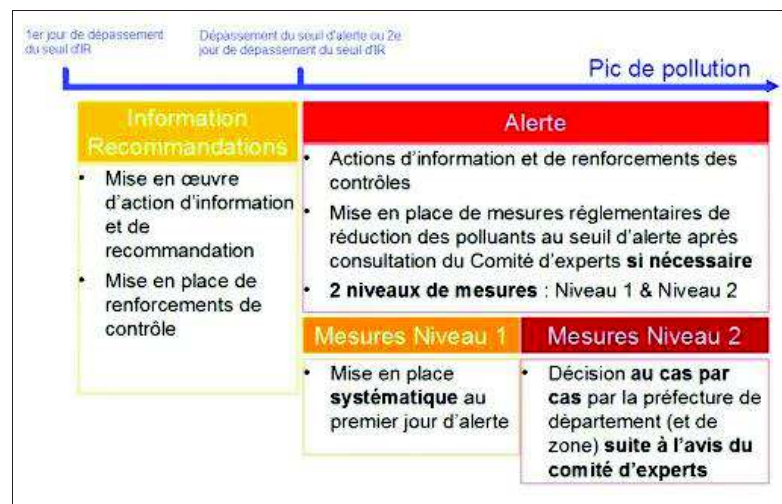 1er jour de dépassement
du seuil d'IR
Dépassement du seuil d'alerte ou 2e
jour de dépassement du seuil d'IR
Pic de pollution
Information
Recommandations
• Mise en œuvre
d'action d'information
et de
recommandation
• Mise en place de
renforcements de
contrôle
Alerte
• Actions d'information et de renforcements des
contrôles
• Mise en place de mesures réglementaires de
réduction des polluants au seuil d'alerte après
consultation du Comité d'experts si nécessaire
• 2 niveaux de mesures : Niveau 1 & Niveau 2
Mesures Niveau 1
• Mise en place
systématique au
premier jour d'alerte
Mesures Niveau 2
• Décision au cas par
cas par la préfecture de
département (et de
zone) suite à l'avis du
comité d'experts